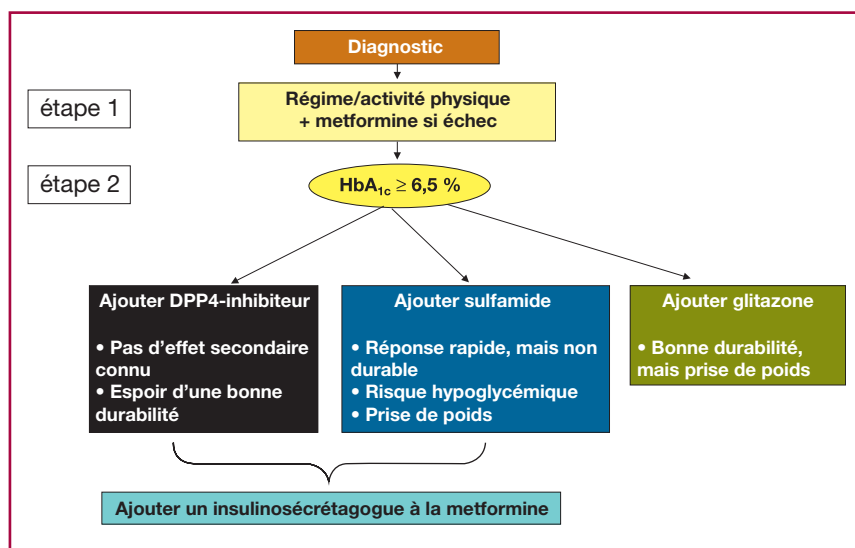 Diagnostic
étape 1
Régime/activité physique
+ metformine si échec
étape 2
HbA1c ≥ 6,5 %
Ajouter DPP4-inhibiteur
• Pas d'effet secondaire
connu
• Espoir d'une bonne
durabilité
Ajouter sulfamide
• Réponse rapide, mais non
durable
• Risque hypoglycémique
• Prise de poids
Ajouter glitazone
• Bonne durabilité,
mais prise de poids
Ajouter un insulinosécrétagogue à la metformine